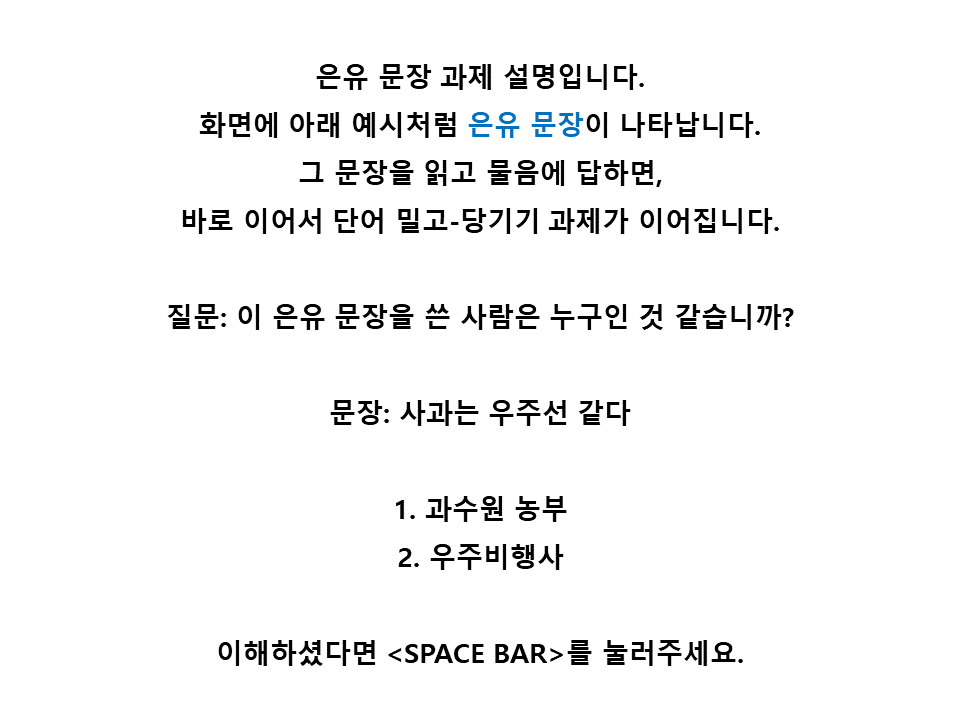 은유 문장 과제 설명입니다.
화면에 아래 예시처럼 은유 문장이 나타납니다.
그 문장을 읽고 물음에 답하면,
바로 이어서 단어 밀고-당기기 과제가 이어집니다.
질문: 이 은유 문장을 쓴 사람은 누구인 것 같습니까?
문장: 사과는 우주선 같다
1. 과수원 농부
2. 우주비행사
이해하셨다면 <SPACE BAR>를 눌러주세요.